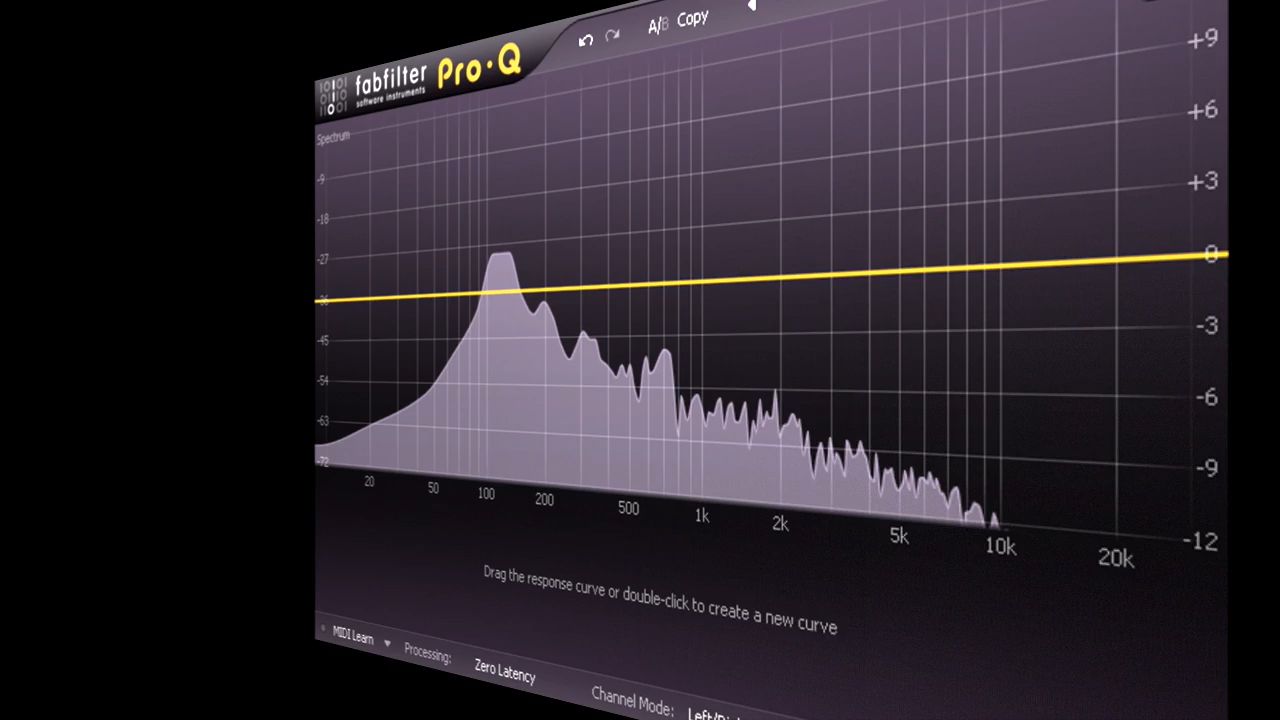 A/B Copy
fabfilter Pro·Q
software instruments
Spectrum
+9
+6
+3
0
-3
-6
-9
-12
-9
-18
-27
-36
-45
-54
-63
-72
20 50 100 200 500 1k 2k 5k 10k 20k
Drag the response curve or double-click to create a new curve
MIDI Learn Processing: Zero Latency Channel Mode: